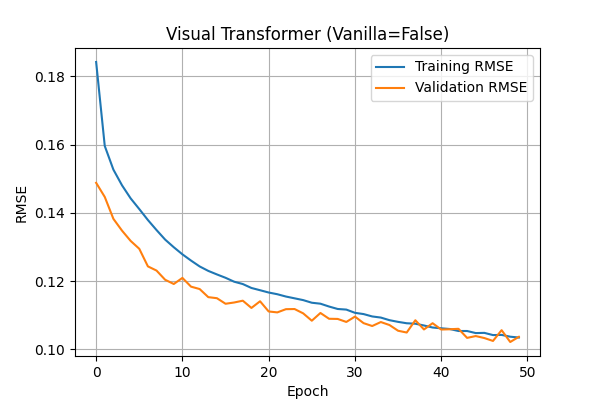 Visual Transformer (Vanilla=False)
Training RMSE
Validation RMSE
RMSE
0.18
0.16
0.14
0.12
0.10
0 10 20 30 40 50
Epoch